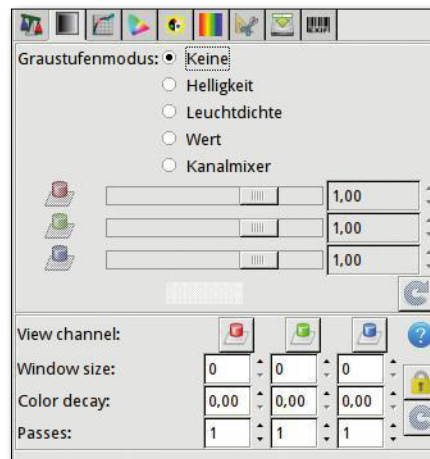 EXIF
Graustufenmodus: Keine
Helligkeit
Leuchtdichte
Wert
Kanalmixer
1,00
1,00
1,00
View channel: ?
Window size: 0 0 0
Color decay: 0,00 0,00 0,00
Passes: 1 1 1